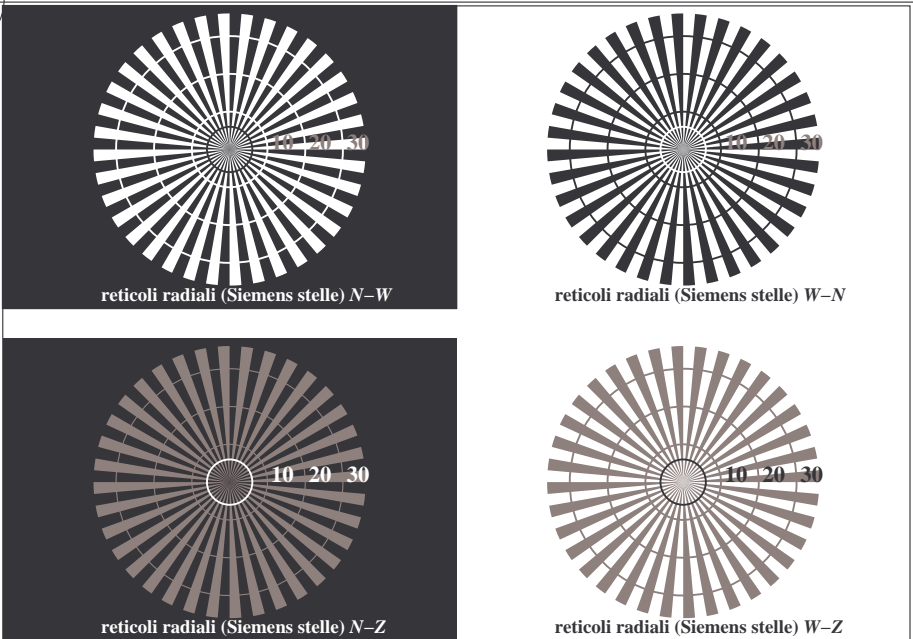 10 20 30
reticoli radiali (Siemens stelle) N–W
10 20 30
reticoli radiali (Siemens stelle) W–N
10 20 30
reticoli radiali (Siemens stelle) N–Z
10 20 30
reticoli radiali (Siemens stelle) W–Z